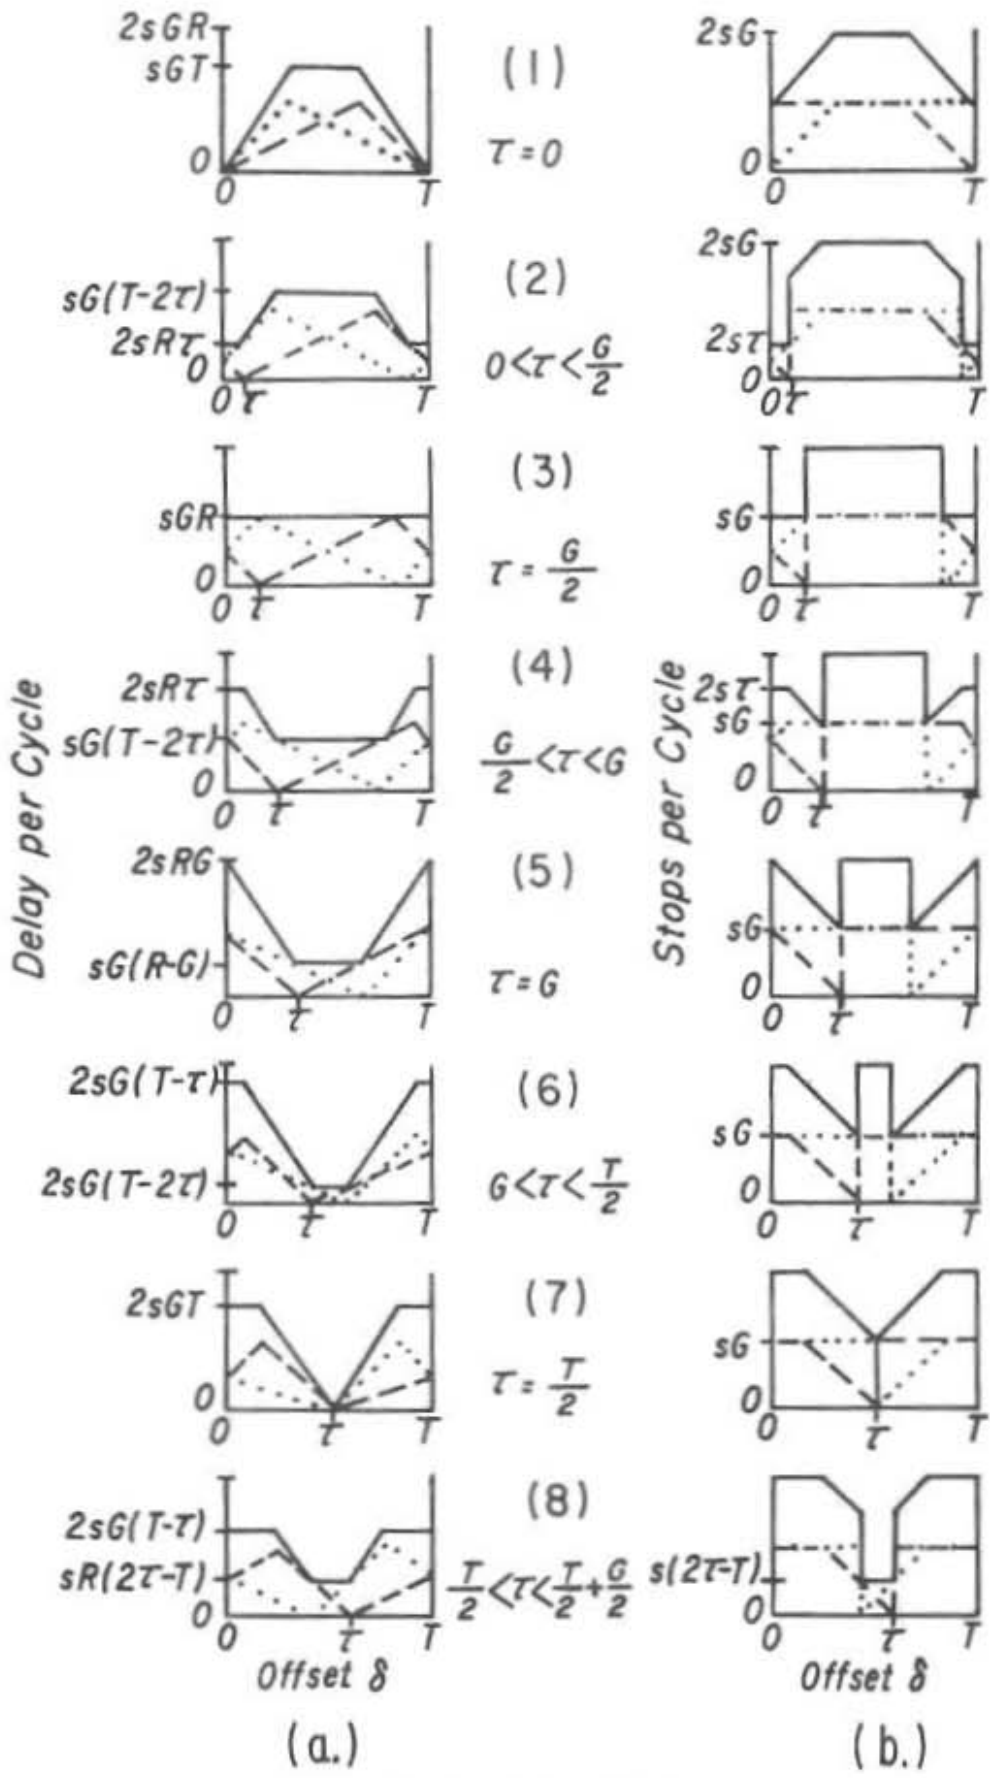 2sGR
sGT
0
0
T
(1)
τ=0
2sG
0
0
T
sG(T-2τ)
2sRτ
0
0
τ
T
(2)
0<τ<G/2
2sG
2sτ
0
0
τ
T
sGR
0
0
τ
T
(3)
τ = G/2
sG
0
0
τ
T
2sRτ
sG(T-2τ)
0
0
τ
T
(4)
G/2 <τ<G
2sτ
sG
0
0
τ
T
Delay per Cycle
Stops per Cycle
2sRG
sG(R-G)
0
τ
T
(5)
τ=G
sG
0
0
τ
T
2sG(T-τ)
2sG(T-2τ)
0
τ
T
(6)
G<τ<T/2
sG
0
0
τ
T
2sGT
0
0
τ
T
(7)
τ= T/2
sG
0
0
τ
T
2sG(T-τ)
sR(2τ-T)
0
0
τ
T
(8)
T/2<τ<T/2+G/2
s(2τ-T)
0
0
τ
T
Offset δ
Offset δ
(a.)
(b.)